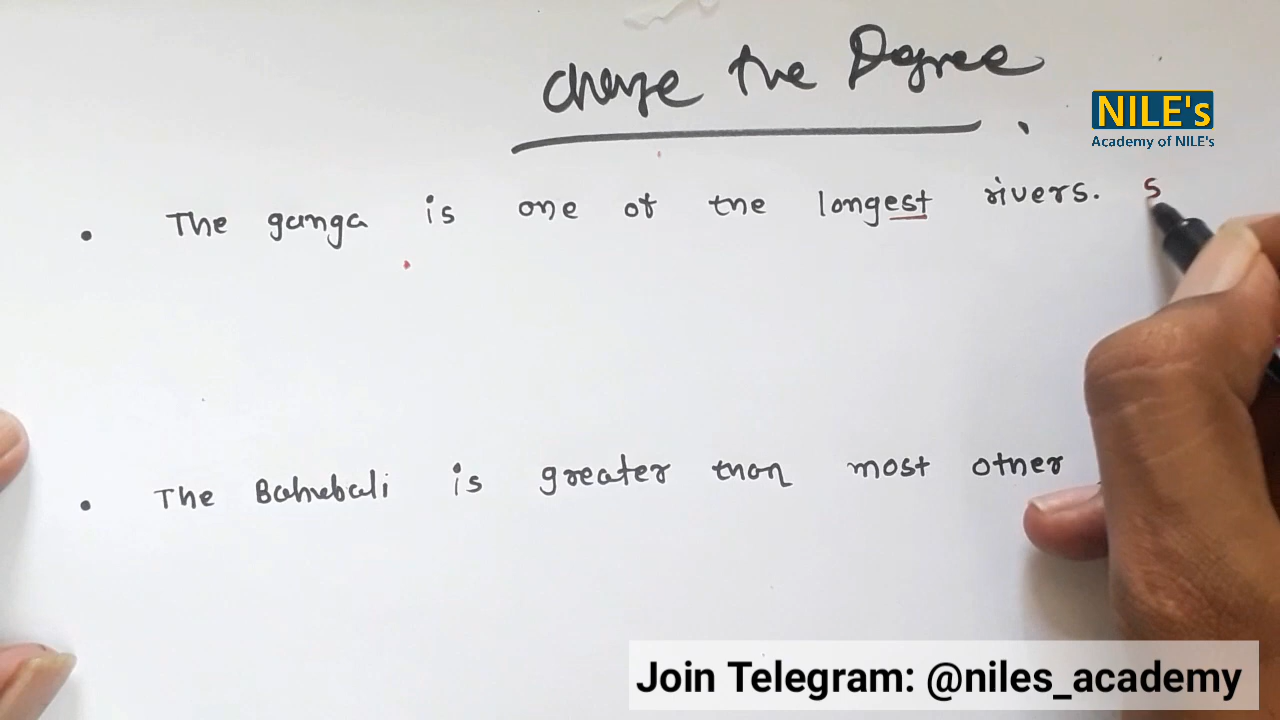 Change the Degree
NILE's
Academy of NILE's
• The ganga is one of the longest rivers. S
• The Bahubali is greater than most other
Join Telegram: @niles_academy